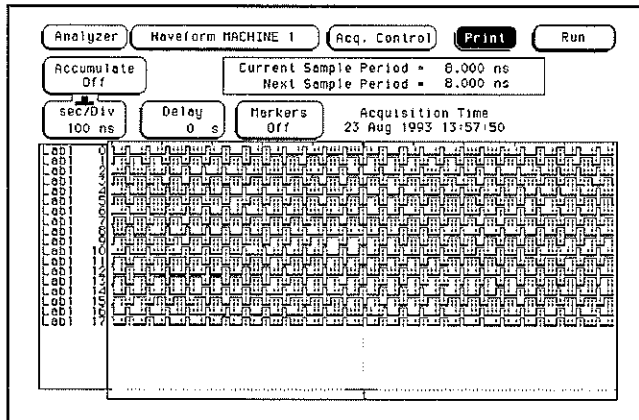 Analyzer Waveform MACHINE 1 Acq. Control Print Run
Accumulate Off
Current Sample Period = 8.000 ns
Next Sample Period = 8.000 ns
sec/Div 100 ns
Delay 0 s
Markers Off
Acquisition Time
23 Aug 1993 13:57:50
Lab1 0
Lab1 1
Lab1 2
Lab1 3
Lab1 4
Lab1 5
Lab1 6
Lab1 7
Lab1 8
Lab1 9
Lab1 10
Lab1 11
Lab1 12
Lab1 13
Lab1 14
Lab1 15
Lab1 16
Lab1 17